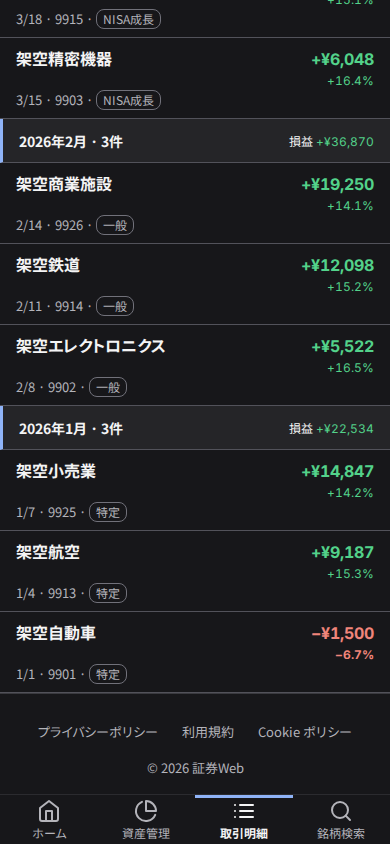 +15.1%
3/18 · 9915 · NISA成長
架空精密機器 +¥6,048
+16.4%
3/15 · 9903 · NISA成長
2026年2月 · 3件 損益 +¥36,870
架空商業施設 +¥19,250
+14.1%
2/14 · 9926 · 一般
架空鉄道 +¥12,098
+15.2%
2/11 · 9914 · 一般
架空エレクトロニクス +¥5,522
+16.5%
2/8 · 9902 · 一般
2026年1月 · 3件 損益 +¥22,534
架空小売業 +¥14,847
+14.2%
1/7 · 9925 · 特定
架空航空 +¥9,187
+15.3%
1/4 · 9913 · 特定
架空自動車 −¥1,500
−6.7%
1/1 · 9901 · 特定
プライバシーポリシー 利用規約 Cookie ポリシー
© 2026 証券Web
ホーム 資産管理 取引明細 銘柄検索